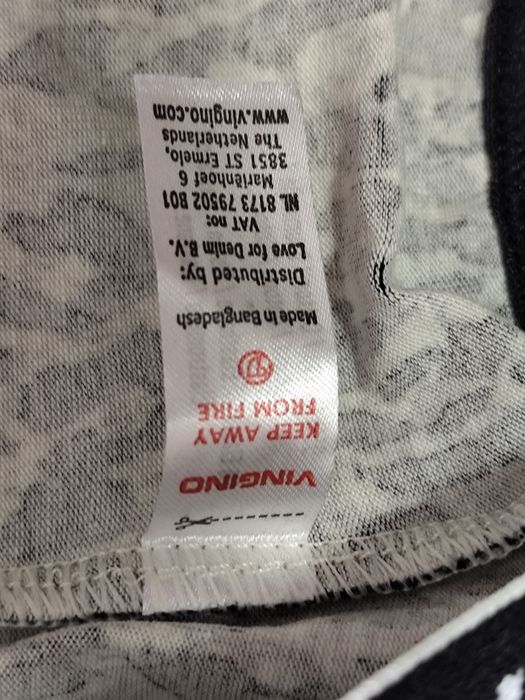 VINGINO
KEEP AWAY
FROM FIRE
Made in Bangladesh
Distributed by:
Love for Denim B.V.
VAT no:
NL 8173 79502 B01
Mariënhoef 6
3851 ST Ermelo,
The Netherlands
www.vingino.com